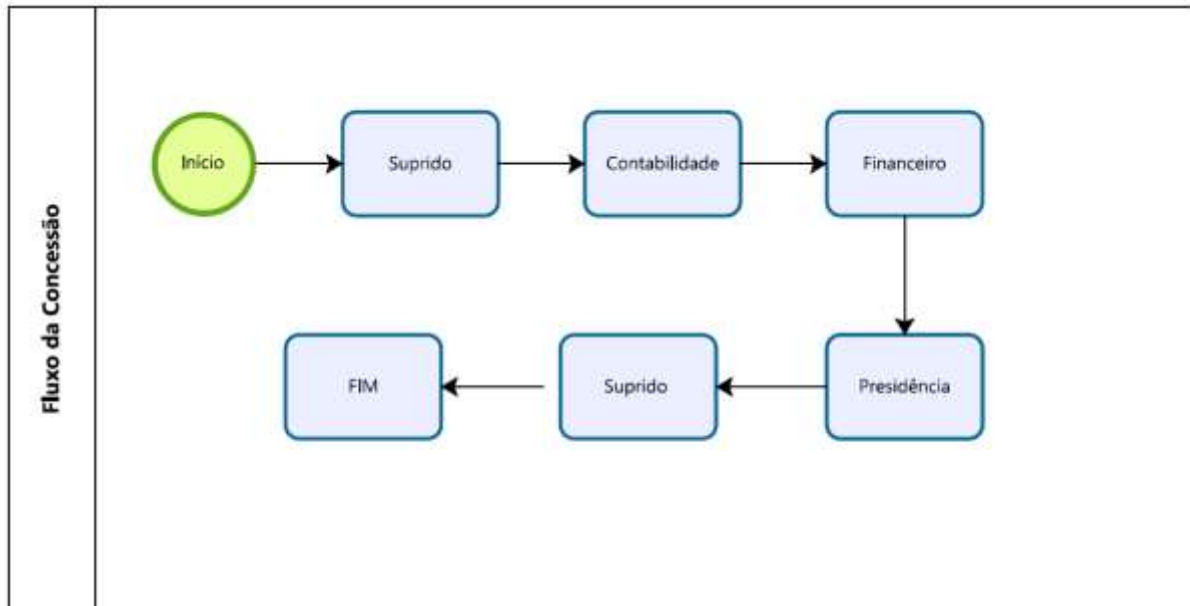 Fluxo da Concessão
Início
Suprido
Contabilidade
Financeiro
Presidência
Suprido
FIM